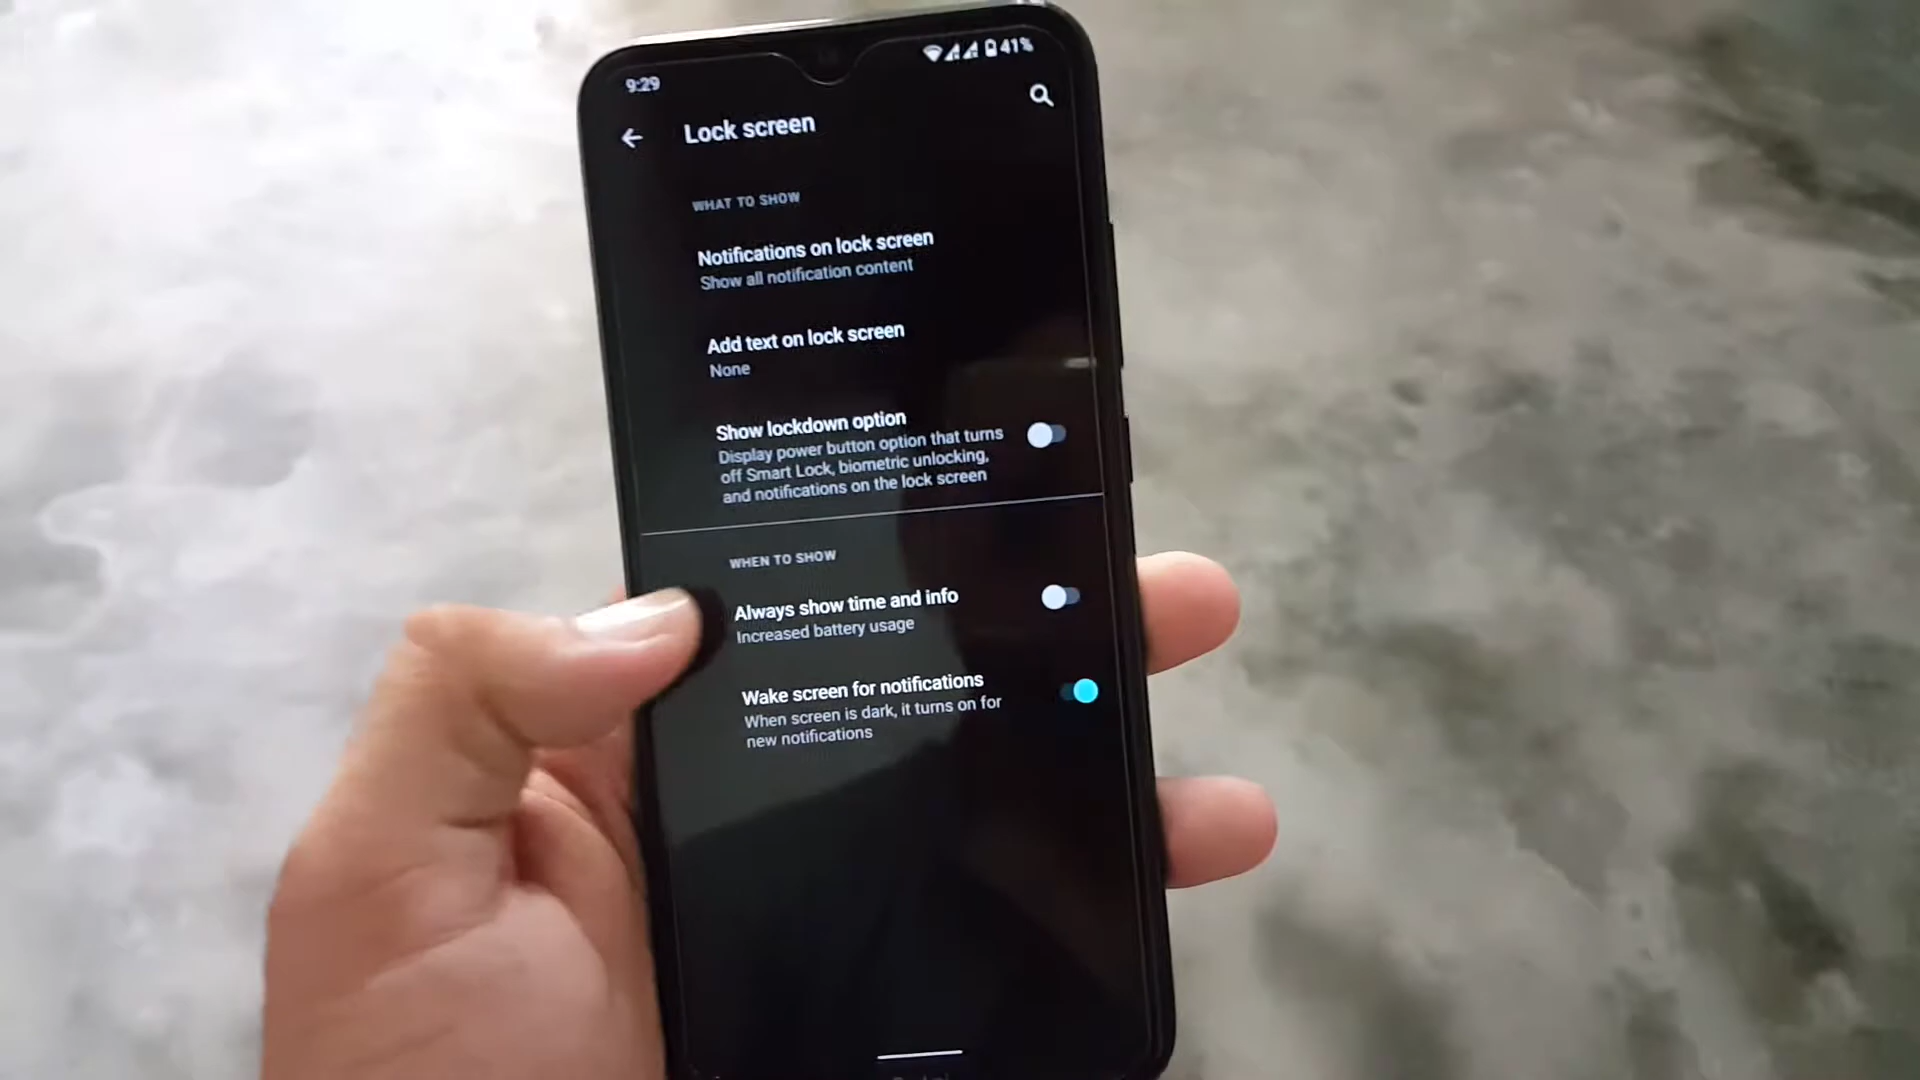 9:29
41%
Lock screen
WHAT TO SHOW
Notifications on lock screen
Show all notification content
Add text on lock screen
None
Show lockdown option
Display power button option that turns
off Smart Lock, biometric unlocking,
and notifications on the lock screen
WHEN TO SHOW
Always show time and info
Increased battery usage
Wake screen for notifications
When screen is dark, it turns on for
new notifications